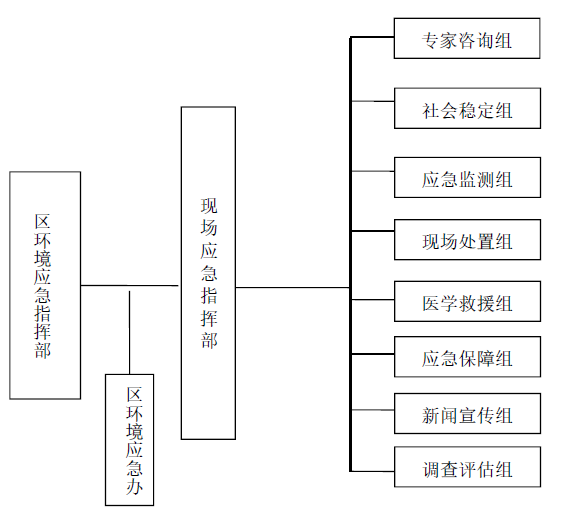 区环境应急指挥部
区环境应急办
现场应急指挥部
专家咨询组
社会稳定组
应急监测组
现场处置组
医学救援组
应急保障组
新闻宣传组
调查评估组